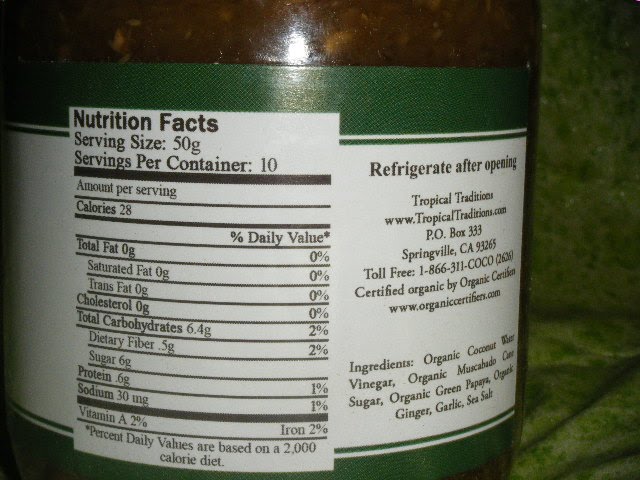 Nutrition Facts
Serving Size: 50g
Servings Per Container: 10
Amount per serving
Calories 28
% Daily Value*
Total Fat 0g 0%
Saturated Fat 0g 0%
Trans Fat 0g 0%
Cholesterol 0g 0%
Total Carbohydrates 6.4g 2%
Dietary Fiber .5g 2%
Sugar 6g
Protein .6g 1%
Sodium 30 mg 1%
Vitamin A 2% Iron 2%
*Percent Daily Values are based on a 2,000
calorie diet.
Refrigerate after opening
Tropical Traditions
www.TropicalTraditions.com
P.O. Box 333
Springville, CA 93265
Toll Free: 1-866-311-COCO (2626)
Certified organic by Organic Certifiers
www.organiccertifiers.com
Ingredients: Organic Coconut Water
Vinegar, Organic Muscabado Cane
Sugar, Organic Green Papaya, Organic
Ginger, Garlic, Sea Salt